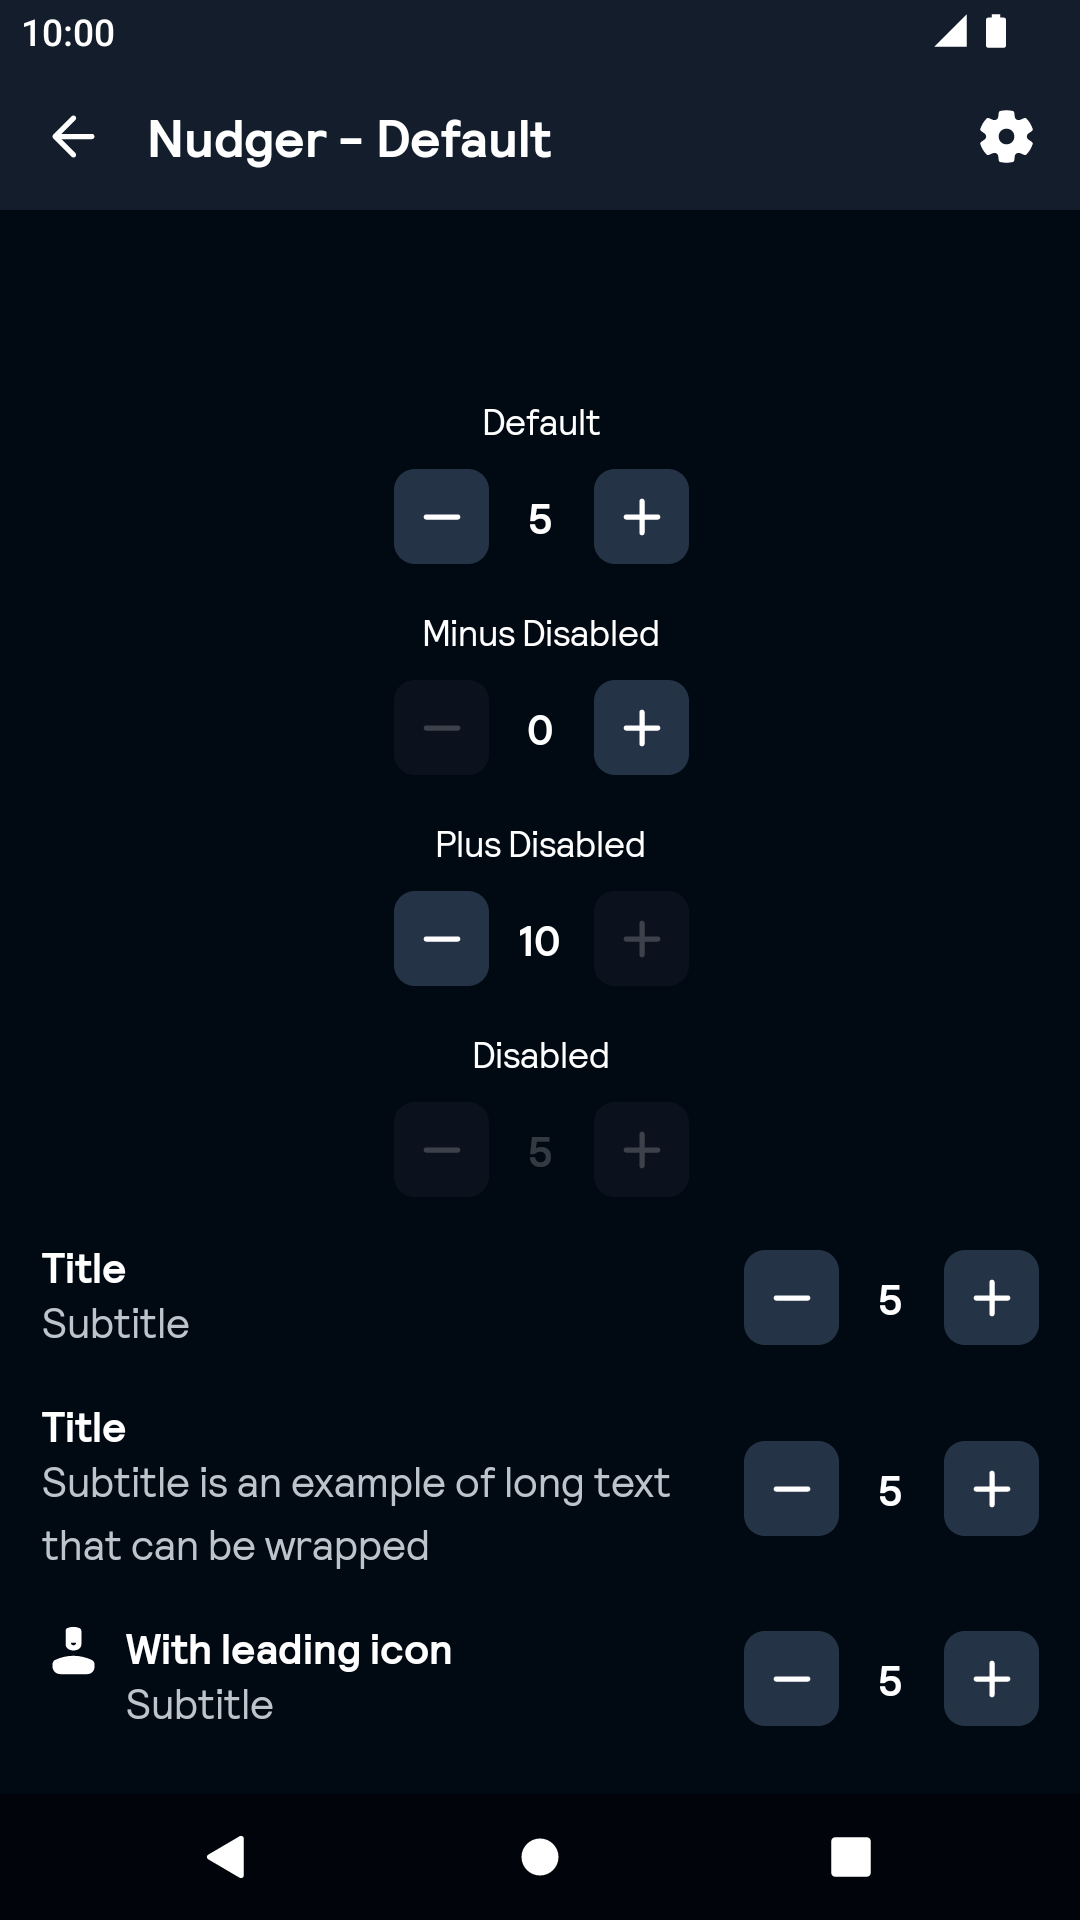 10:00
Nudger - Default
Default
5
Minus Disabled
0
Plus Disabled
10
Disabled
5
Title
Subtitle
5
Title
Subtitle is an example of long text
that can be wrapped
5
With leading icon
Subtitle
5